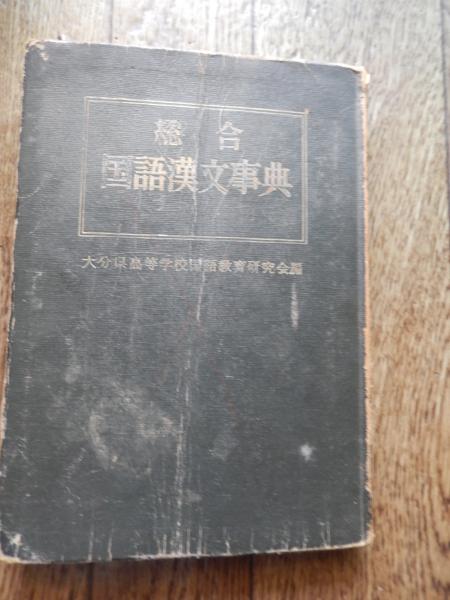 総合
国語漢文事典
大分県高等学校国語教育研究会編